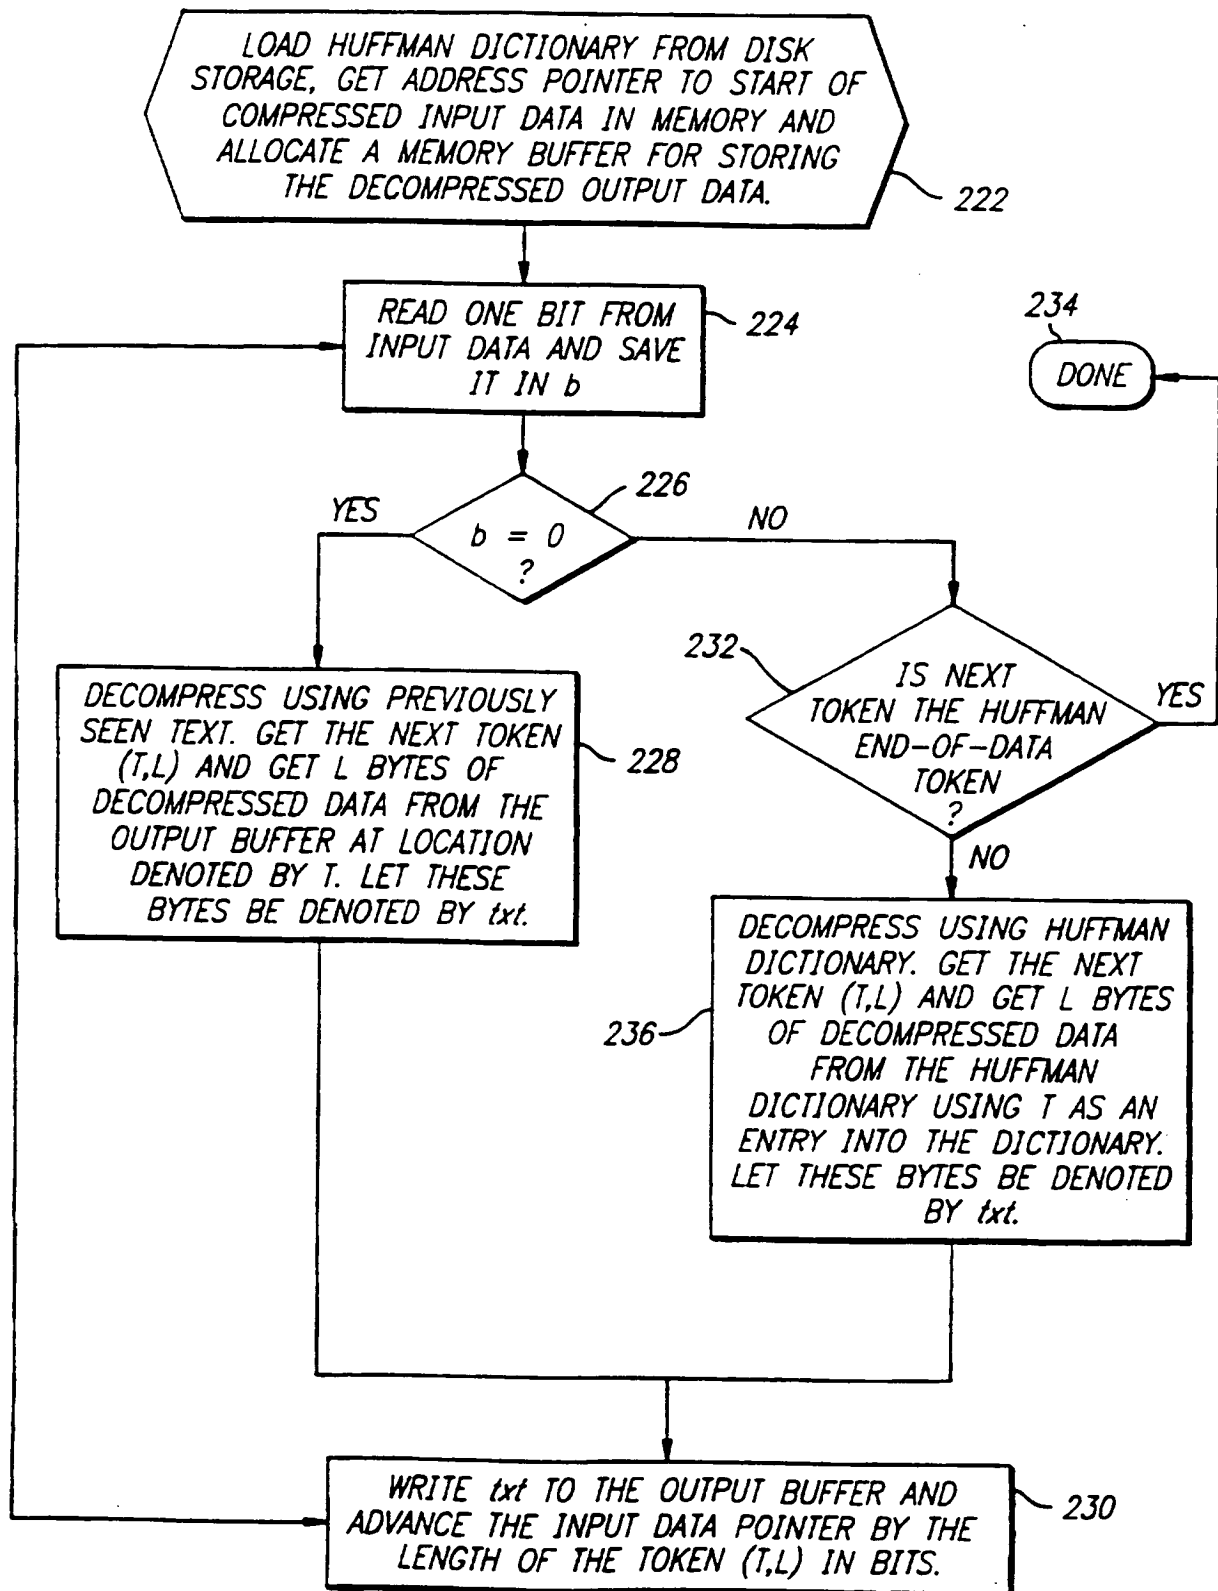 LOAD HUFFMAN DICTIONARY FROM DISK
STORAGE, GET ADDRESS POINTER TO START OF
COMPRESSED INPUT DATA IN MEMORY AND
ALLOCATE A MEMORY BUFFER FOR STORING
THE DECOMPRESSED OUTPUT DATA.
222
READ ONE BIT FROM
INPUT DATA AND SAVE
IT IN b
224
234
DONE
226
YES
b = 0
?
NO
232
IS NEXT
TOKEN THE HUFFMAN
END-OF-DATA
TOKEN
?
YES
NO
DECOMPRESS USING PREVIOUSLY
SEEN TEXT. GET THE NEXT TOKEN
(T,L) AND GET L BYTES OF
DECOMPRESSED DATA FROM THE
OUTPUT BUFFER AT LOCATION
DENOTED BY T. LET THESE
BYTES BE DENOTED BY txt.
228
DECOMPRESS USING HUFFMAN
DICTIONARY. GET THE NEXT
TOKEN (T,L) AND GET L BYTES
OF DECOMPRESSED DATA
FROM THE HUFFMAN
DICTIONARY USING T AS AN
ENTRY INTO THE DICTIONARY.
LET THESE BYTES BE DENOTED
BY txt.
236
WRITE txt TO THE OUTPUT BUFFER AND
ADVANCE THE INPUT DATA POINTER BY THE
LENGTH OF THE TOKEN (T,L) IN BITS.
230